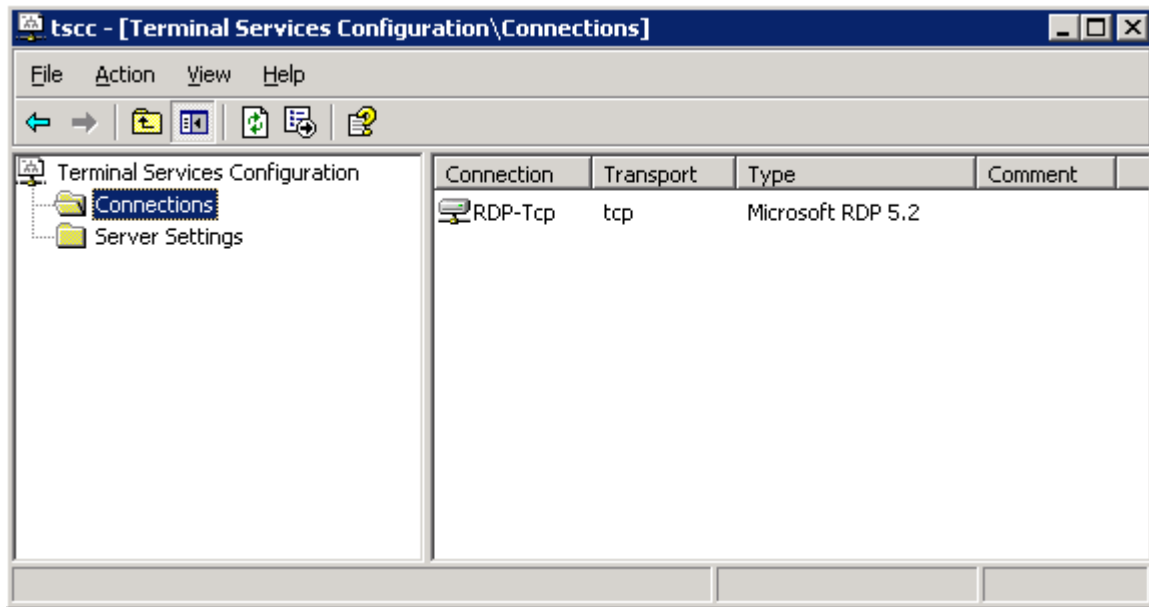 tscc - [Terminal Services Configuration\Connections]
File Action View Help
Terminal Services Configuration
Connections
Server Settings
Connection Transport Type Comment
RDP-Tcp tcp Microsoft RDP 5.2